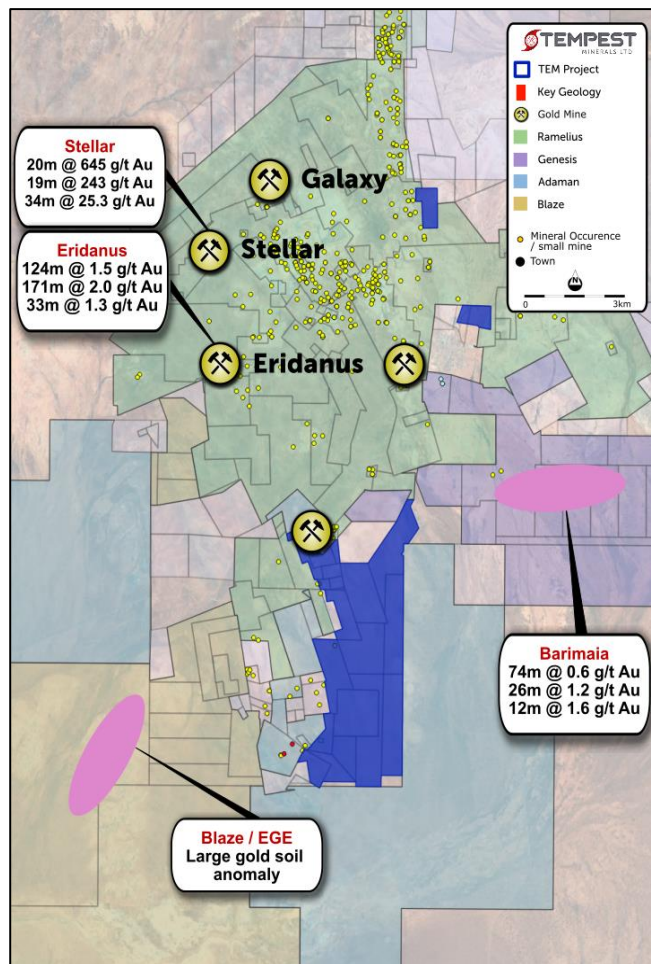 TEMPEST
MINERALS LTD
TEM Project
Key Geology
Gold Mine
Ramelius
Genesis
Adaman
Blaze
Mineral Occurence
/ small mine
Town
N
0
3km
Stellar
20m @ 645 g/t Au
19m @ 243 g/t Au
34m @ 25.3 g/t Au
Galaxy
Stellar
Eridanus
124m @ 1.5 g/t Au
171m @ 2.0 g/t Au
33m @ 1.3 g/t Au
Eridanus
Barimaia
74m @ 0.6 g/t Au
26m @ 1.2 g/t Au
12m @ 1.6 g/t Au
Blaze / EGE
Large gold soil
anomaly